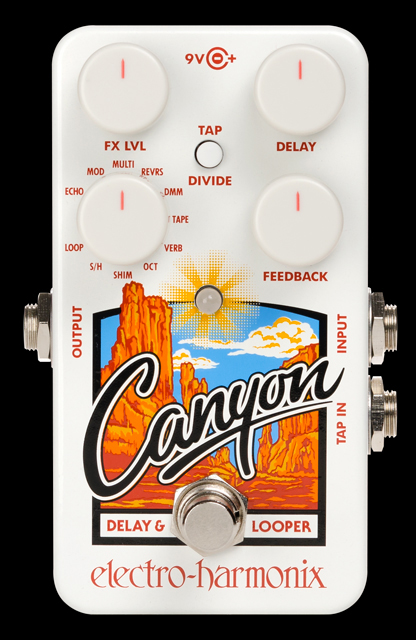 9V +
FX LVL
TAP
DIVIDE
DELAY
MULTI
MOD
REVRS
ECHO
DMM
TAPE
LOOP
VERB
S/H
OCT
SHIM
FEEDBACK
OUTPUT
INPUT
TAP IN
Canyon
DELAY & LOOPER
electro-harmonix